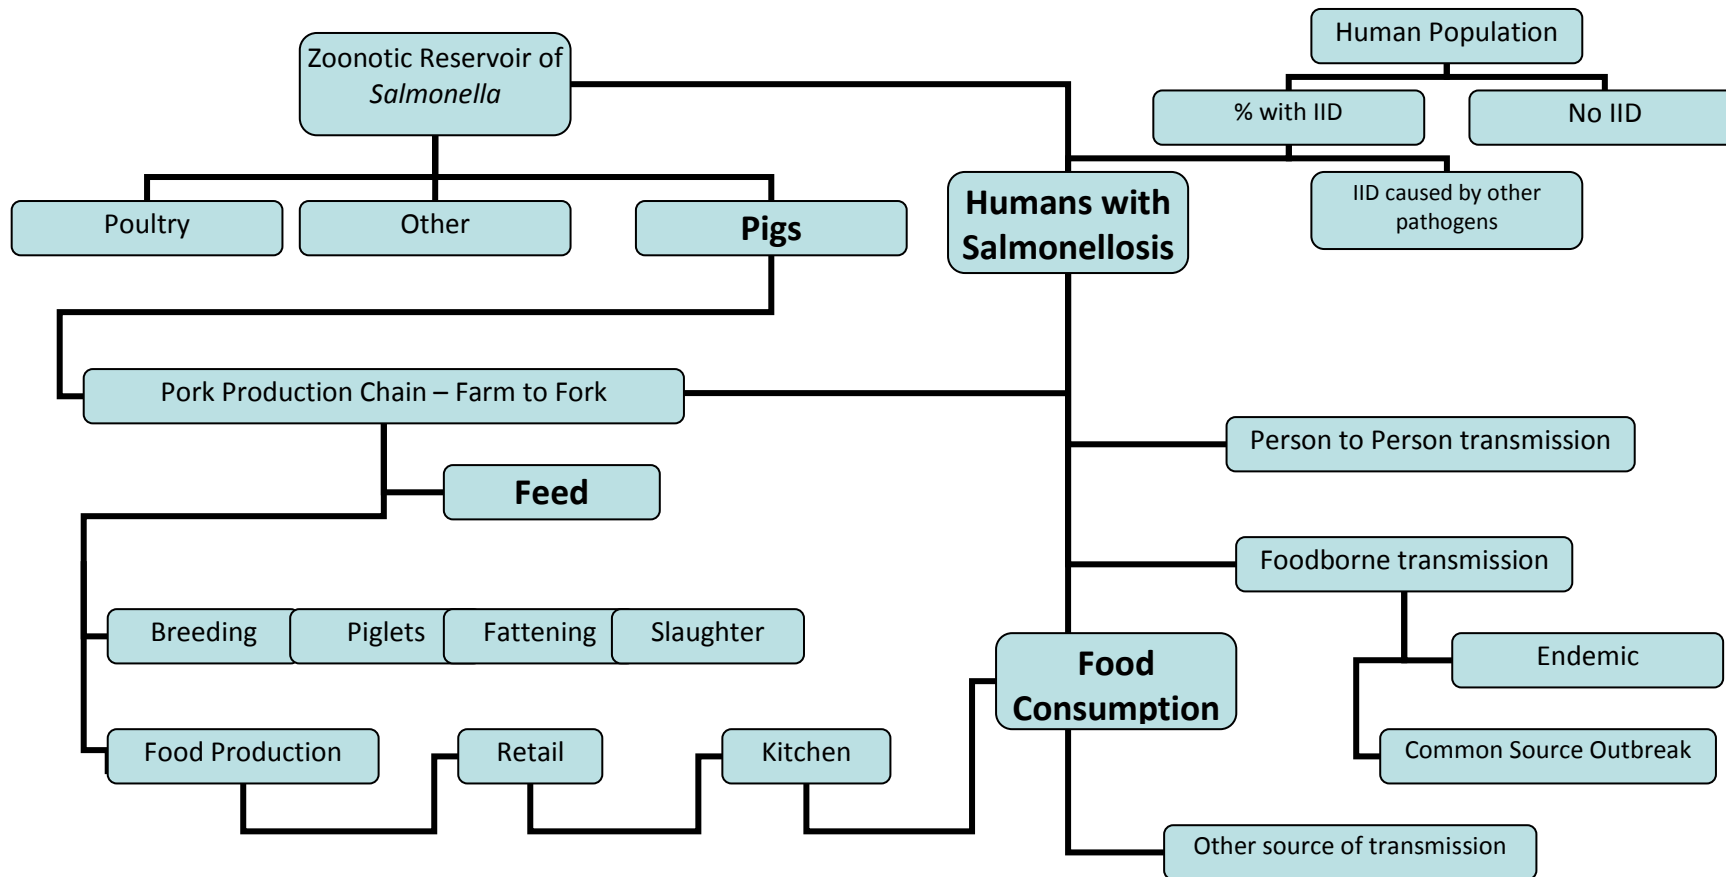 Human Population
Zoonotic Reservoir of
Salmonella
% with IID
No IID
Poultry
Other
Pigs
Humans with
Salmonellosis
IID caused by other
pathogens
Pork Production Chain – Farm to Fork
Person to Person transmission
Feed
Foodborne transmission
Breeding
Piglets
Fattening
Slaughter
Food
Consumption
Endemic
Food Production
Retail
Kitchen
Common Source Outbreak
Other source of transmission